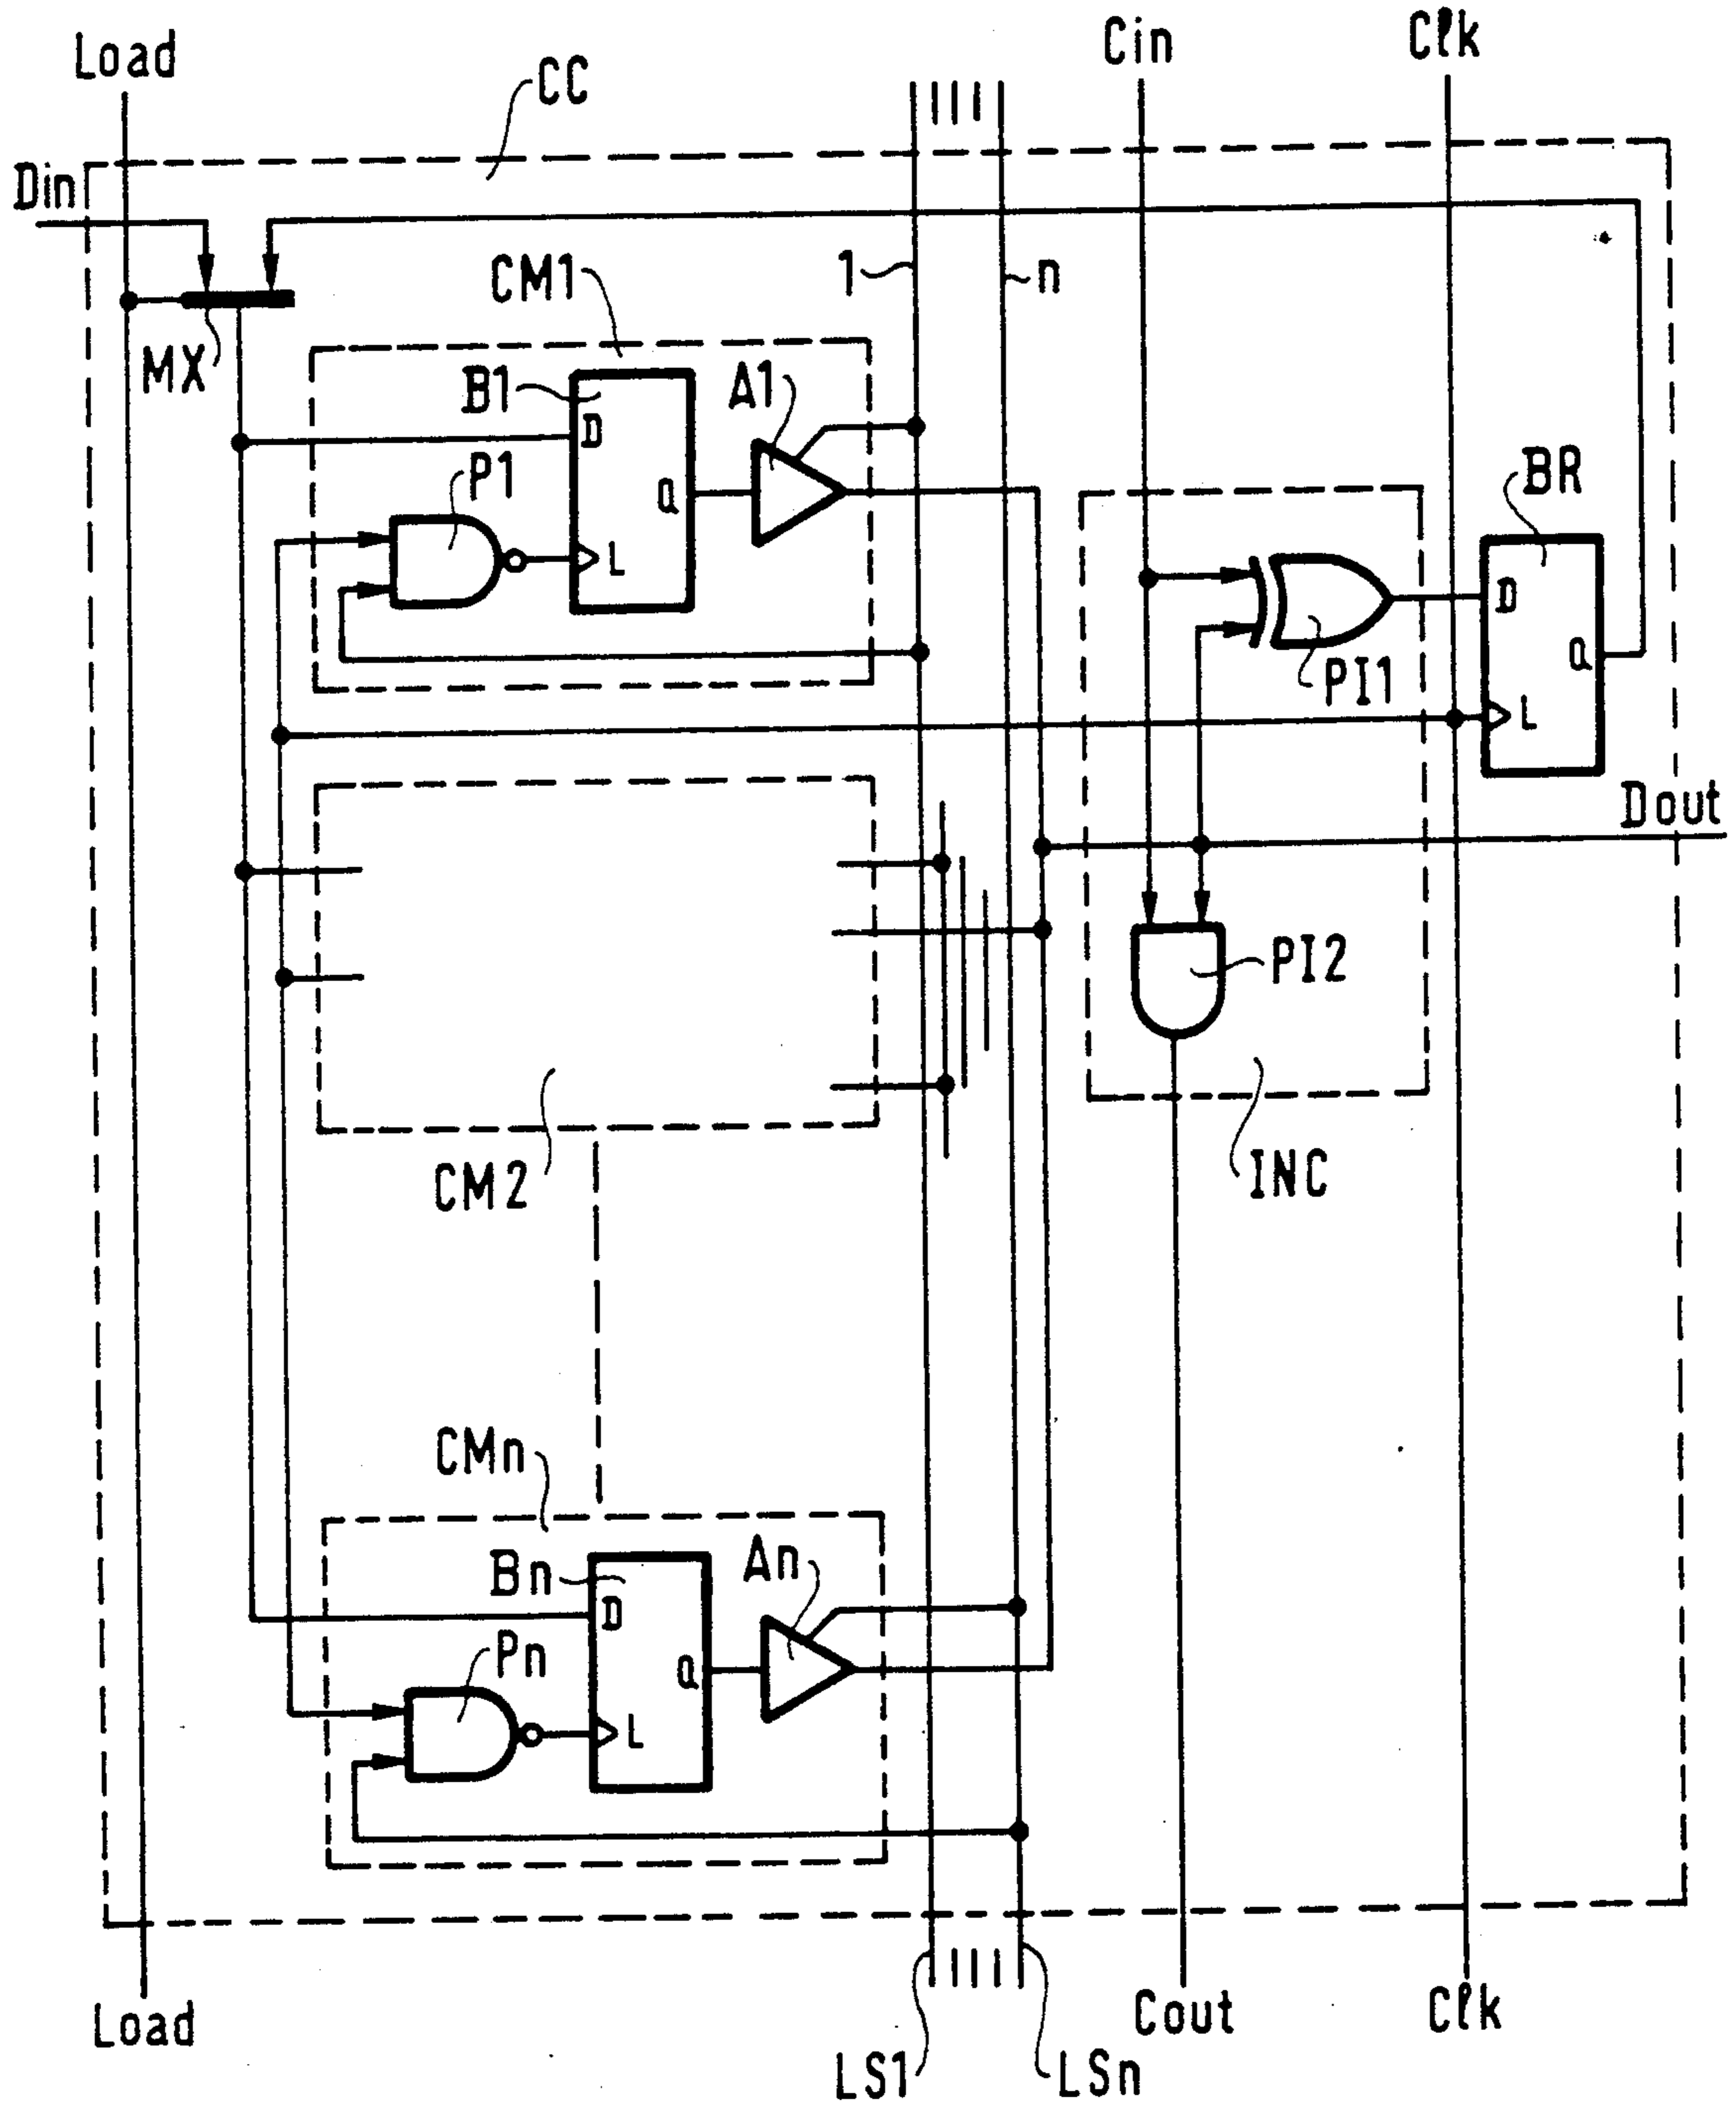 Load
CC
Cin
Clk
Din
CM1
1
n
MX
B1
A1
D
P1
Q
L
BR
D
Q
PI1
L
Dout
PI2
CM2
INC
CMn
Bn
An
D
Pn
Q
L
Load
Cout
Clk
LS1
LSn